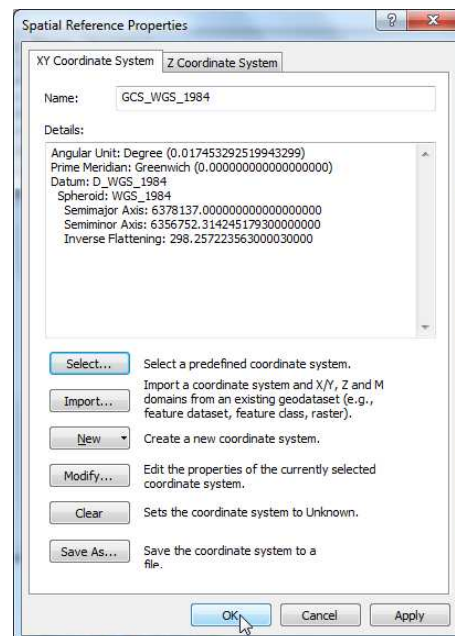 Spatial Reference Properties
XY Coordinate System
Z Coordinate System
Name:
GCS_WGS_1984
Details:
Angular Unit: Degree (0.017453292519943299)
Prime Meridian: Greenwich (0.000000000000000000)
Datum: D_WGS_1984
Spheroid: WGS_1984
Semimajor Axis: 6378137.000000000000000000
Semiminor Axis: 6356752.314245179300000000
Inverse Flattening: 298.257223563000030000
Select...
Select a predefined coordinate system.
Import...
Import a coordinate system and X/Y, Z and M
domains from an existing geodataset (e.g.,
feature dataset, feature class, raster).
New
Create a new coordinate system.
Modify...
Edit the properties of the currently selected
coordinate system.
Clear
Sets the coordinate system to Unknown.
Save As...
Save the coordinate system to a
file.
OK
Cancel
Apply